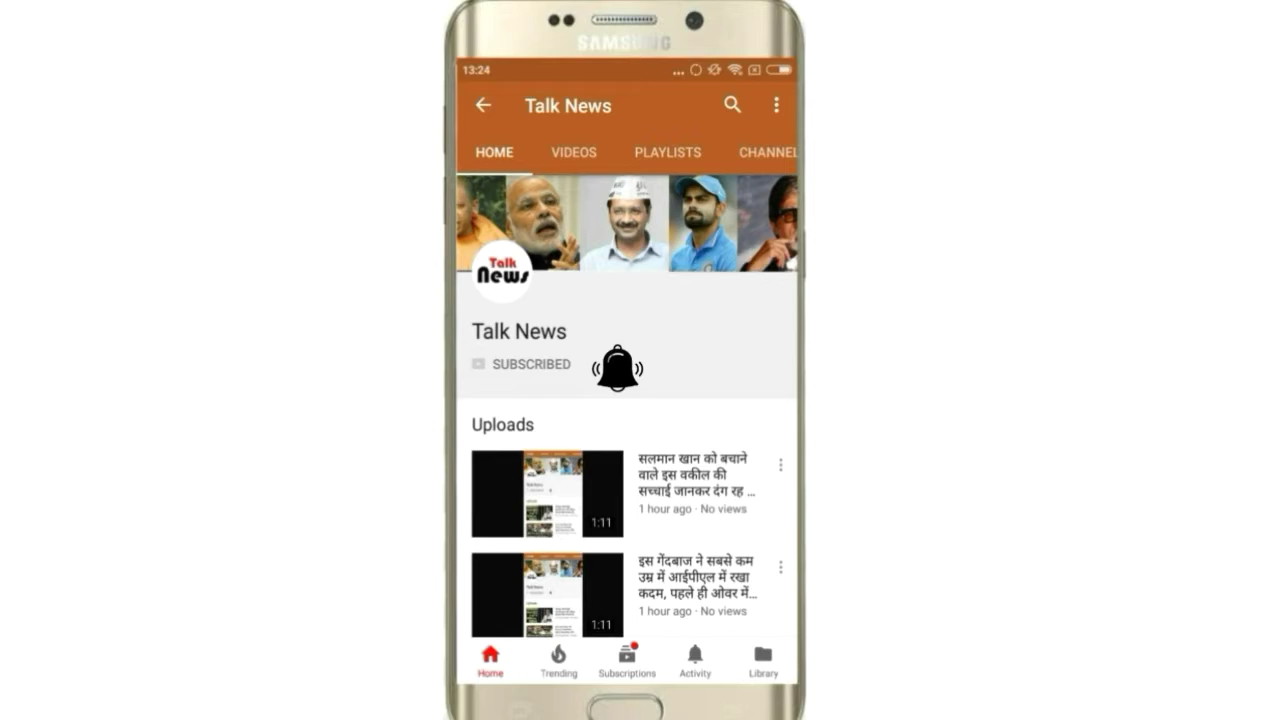 SAMSUNG
13:24
Talk News
HOME VIDEOS PLAYLISTS CHANNEL
Talk
News
Talk News
SUBSCRIBED
Uploads
सलमान खान को बचाने
वाले इस वकील की
सच्चाई जानकर दंग रह ...
1 hour ago · No views
1:11
इस गेंदबाज ने सबसे कम
उम्र में आईपीएल में रखा
कदम, पहले ही ओवर में...
1 hour ago · No views
1:11
Home Trending Subscriptions Activity Library